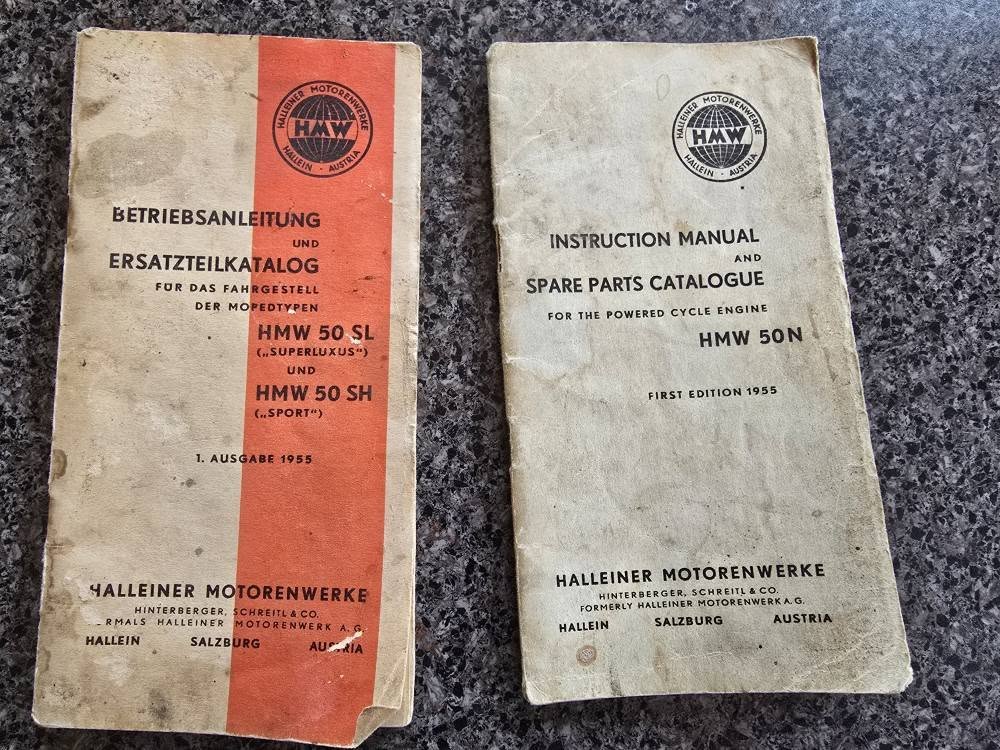 HALLEINER MOTORENWERKE
HMW
HALLEIN - AUSTRIA
BETRIEBSANLEITUNG
UND
ERSATZTEILKATALOG
FÜR DAS FAHRGESTELL
DER MOPEDTYPEN
HMW 50 SL
(„SUPERLUXUS“)
UND
HMW 50 SH
(„SPORT“)
1. AUSGABE 1955
HALLEINER MOTORENWERKE
HINTERBERGER, SCHREITL & CO.
RMALS HALLEINER MOTORENWERK A. G.
HALLEIN SALZBURG AUSTRIA
HALLEINER MOTORENWERKE
HMW
HALLEIN - AUSTRIA
INSTRUCTION MANUAL
AND
SPARE PARTS CATALOGUE
FOR THE POWERED CYCLE ENGINE
HMW 50 N
FIRST EDITION 1955
HALLEINER MOTORENWERKE
HINTERBERGER, SCHREITL & CO.
FORMERLY HALLEINER MOTORENWERK A. G.
HALLEIN SALZBURG AUSTRIA